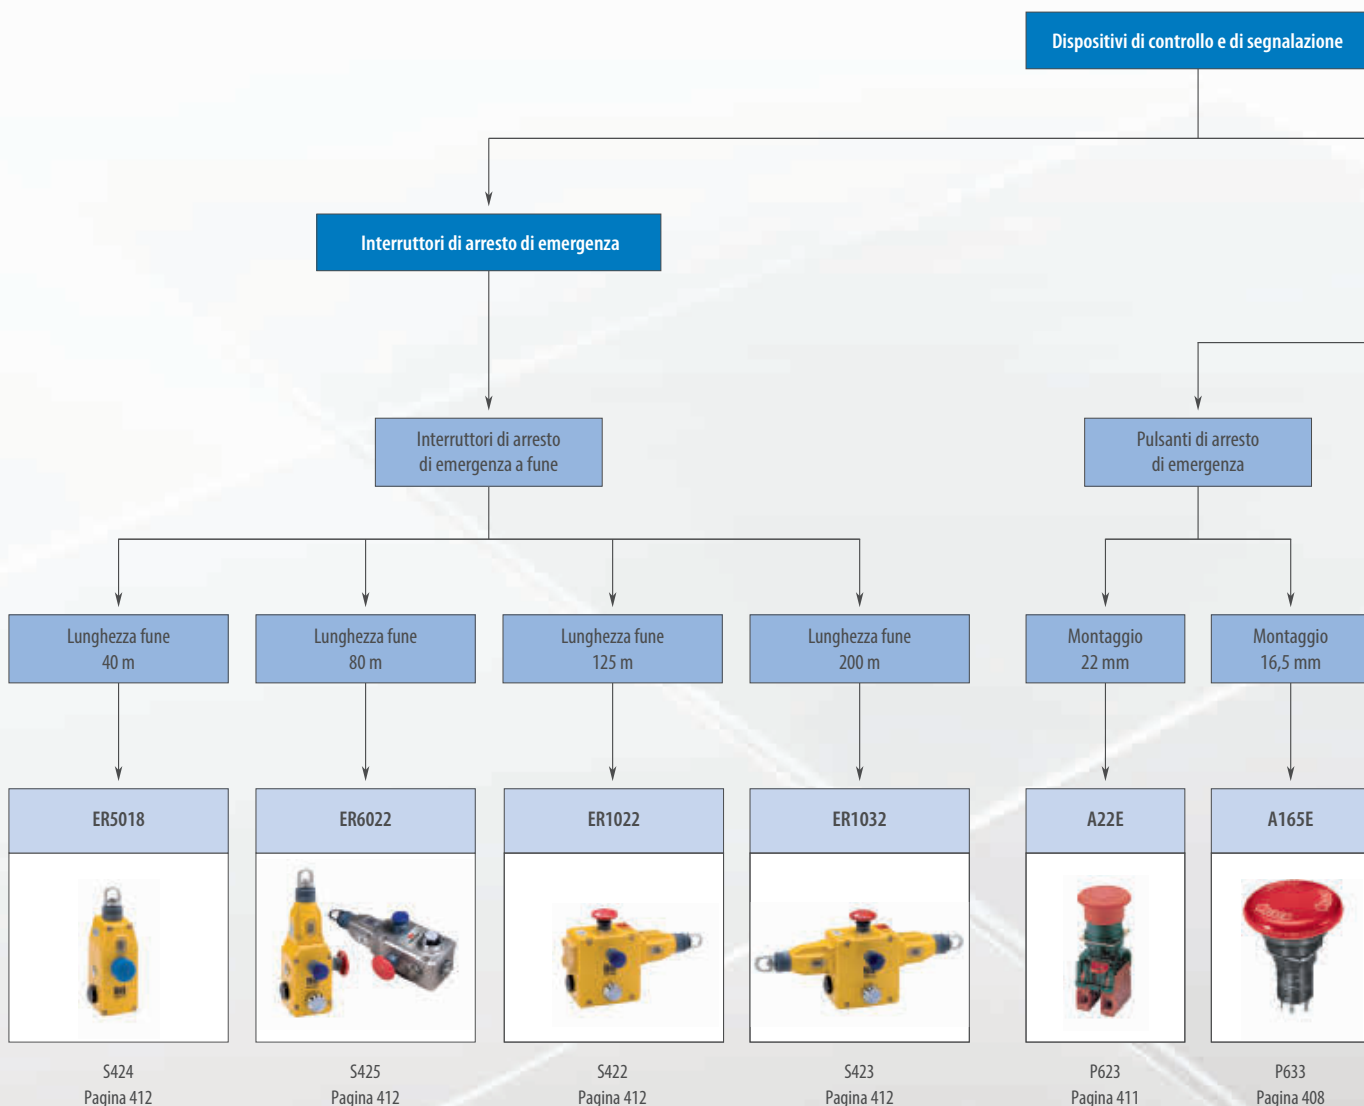 Dispositivi di controllo e di segnalazione
Interruttori di arresto di emergenza
Interruttori di arresto
di emergenza a fune
Pulsanti di arresto
di emergenza
Lunghezza fune
40 m
Lunghezza fune
80 m
Lunghezza fune
125 m
Lunghezza fune
200 m
Montaggio
22 mm
Montaggio
16,5 mm
ER5018
ER6022
ER1022
ER1032
A22E
A165E
S424
Pagina 412
S425
Pagina 412
S422
Pagina 412
S423
Pagina 412
P623
Pagina 411
P633
Pagina 408